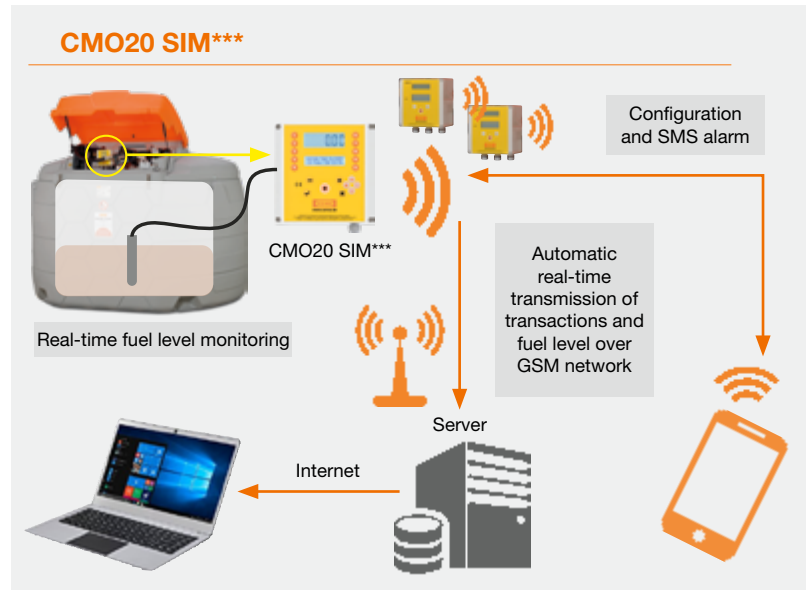 CMO20 SIM***
Configuration
and SMS alarm
CMO20 SIM***
Automatic
real-time
transmission of
transactions and
fuel level over
GSM network
Real-time fuel level monitoring
Server
Internet